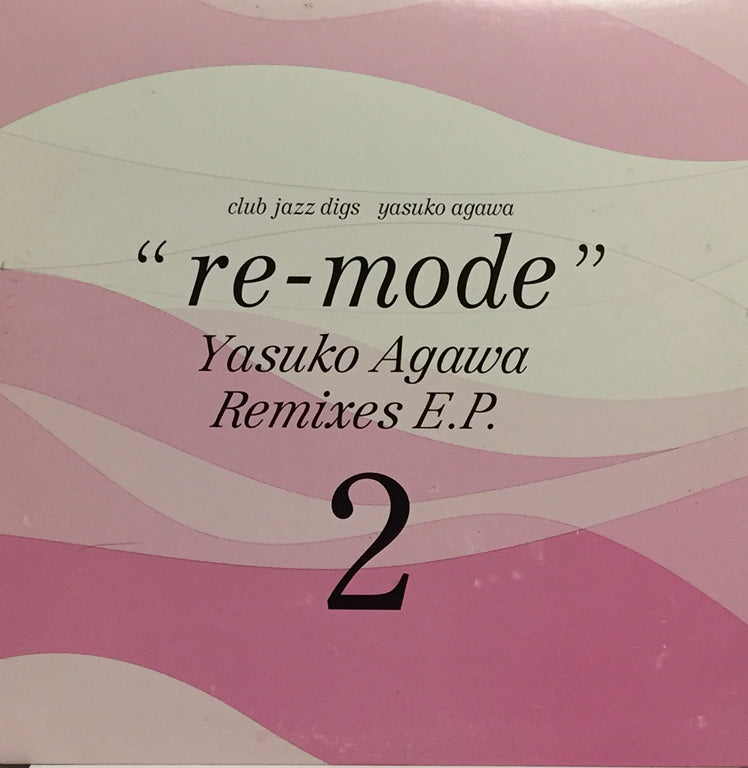 club jazz digs yasuko agawa
“re-mode”
Yasuko Agawa
Remixes E.P.
2